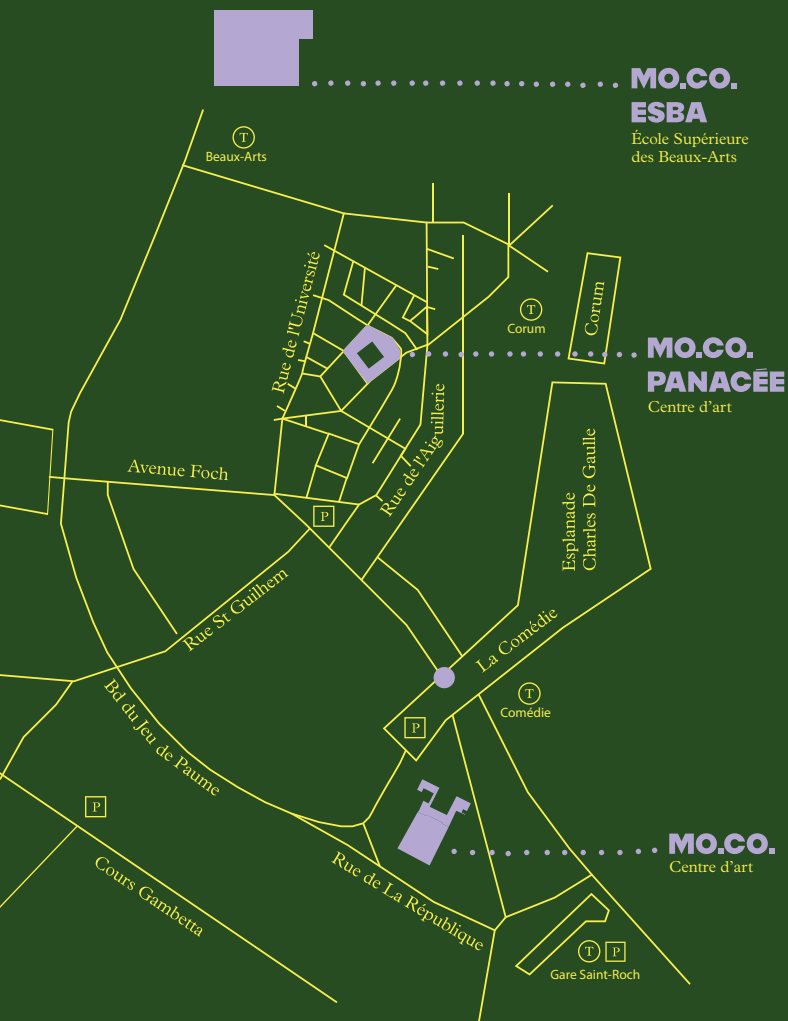 MO.CO.
ESBA
École Supérieure
des Beaux-Arts
T
Beaux-Arts
Rue de l'Université
T
Corum
Corum
MO.CO.
PANACÉE
Centre d'art
Rue de l'Aiguillerie
Avenue Foch
P
Esplanade
Charles De Gaulle
Rue St Guilhem
La Comédie
T
Comédie
P
Bd du Jeu de Paume
P
MO.CO.
Centre d'art
Cours Gambetta
Rue de La République
T P
Gare Saint-Roch